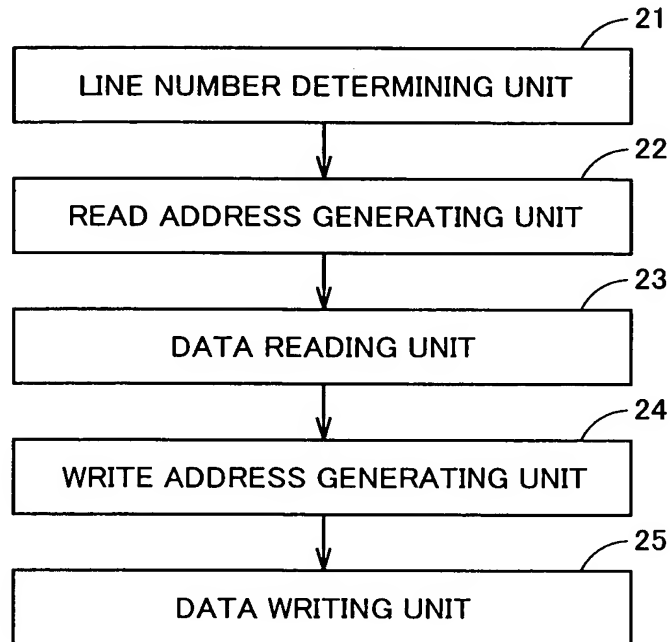 21
LINE NUMBER DETERMINING UNIT
22
READ ADDRESS GENERATING UNIT
23
DATA READING UNIT
24
WRITE ADDRESS GENERATING UNIT
25
DATA WRITING UNIT